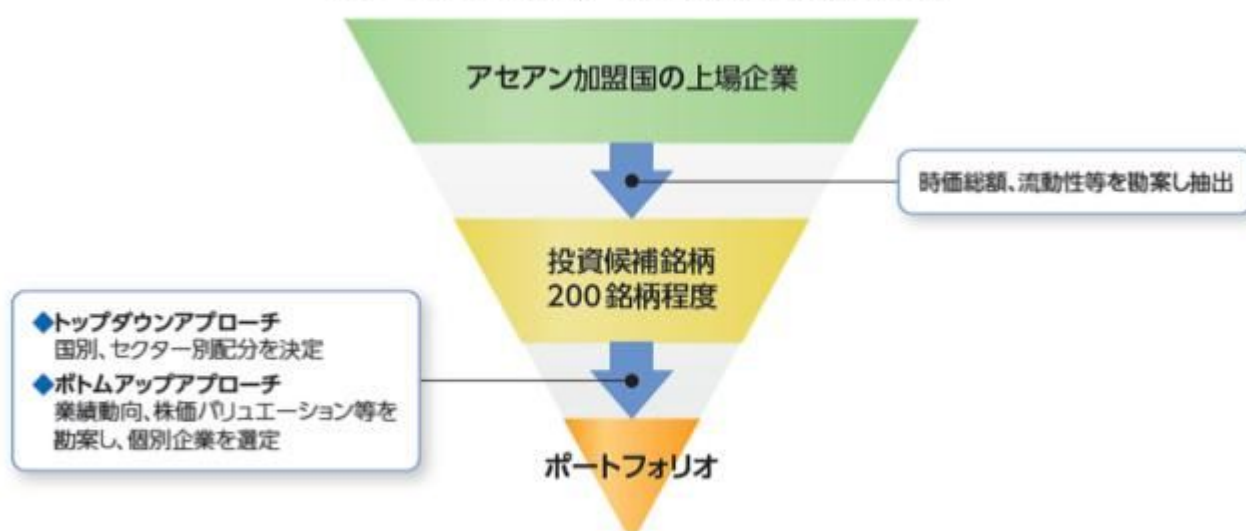 アセアン加盟国の上場企業
時価総額、流動性等を勘案し抽出
投資候補銘柄
200銘柄程度
◆トップダウンアプローチ
国別、セクター別配分を決定
◆ボトムアップアプローチ
業績動向、株価バリュエーション等を
勘案し、個別企業を選定
ポートフォリオ